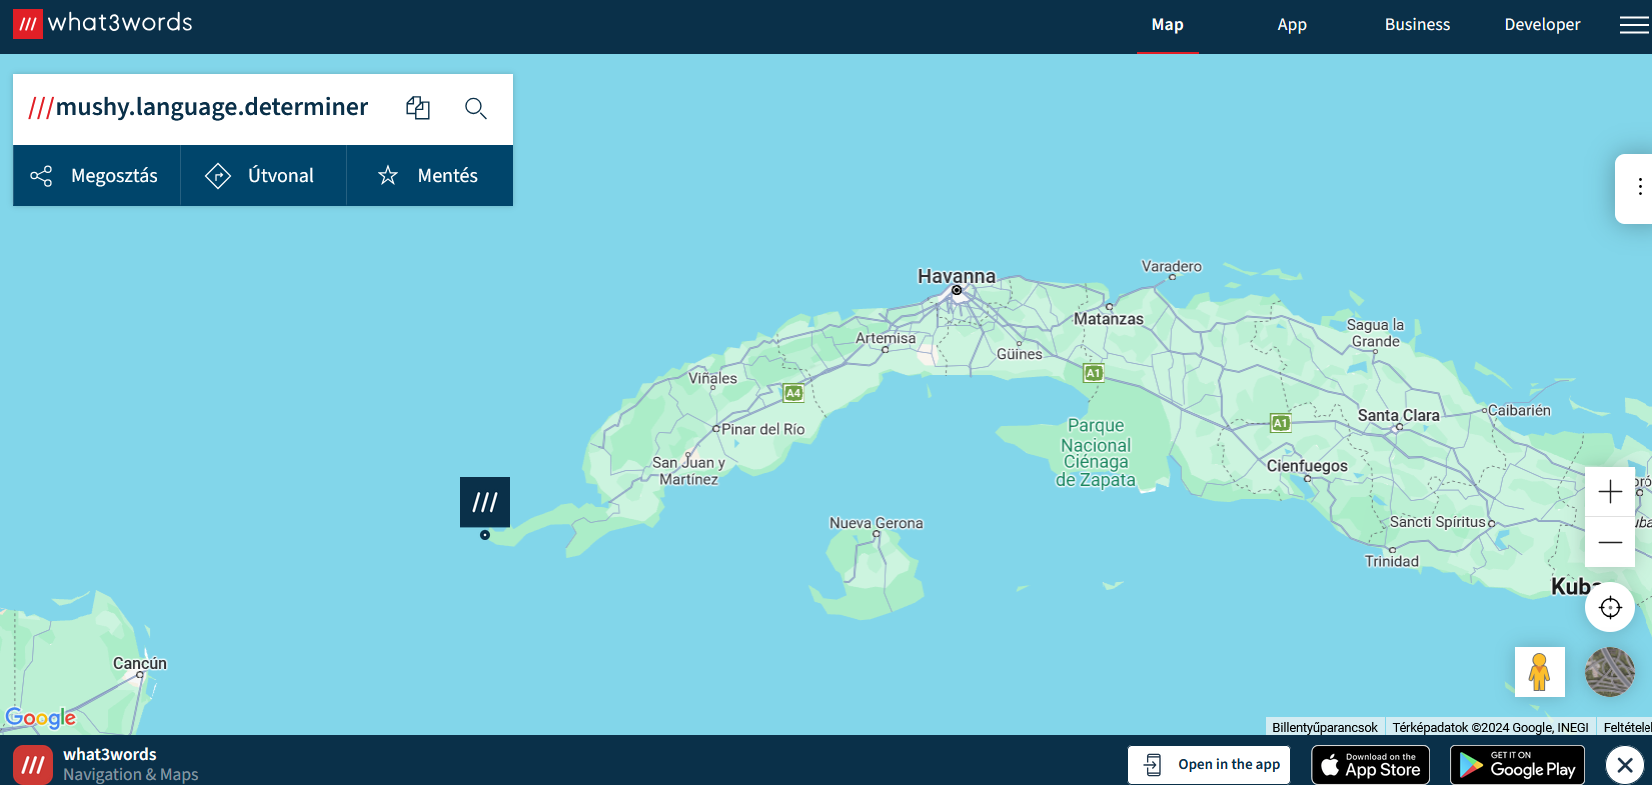 /// what3words
Map
App
Business
Developer
///mushy.language.determiner
Megosztás
Útvonal
Mentés
Havanna
Varadero
Matanzas
Artemisa
Güines
Sagua la
Grande
Viñales
A4
A1
Pinar del Río
Santa Clara
Caibarién
A1
Parque
Nacional
Ciénaga
de Zapata
San Juan y
Martínez
Cienfuegos
///
Nueva Gerona
Sancti Spíritus
Trinidad
Cancún
Google
Billentyűparancsok
Térképadatok ©2024 Google, INEGI
///
what3words
Navigation & Maps
Open in the app
Download on the
App Store
GET IT ON
Google Play